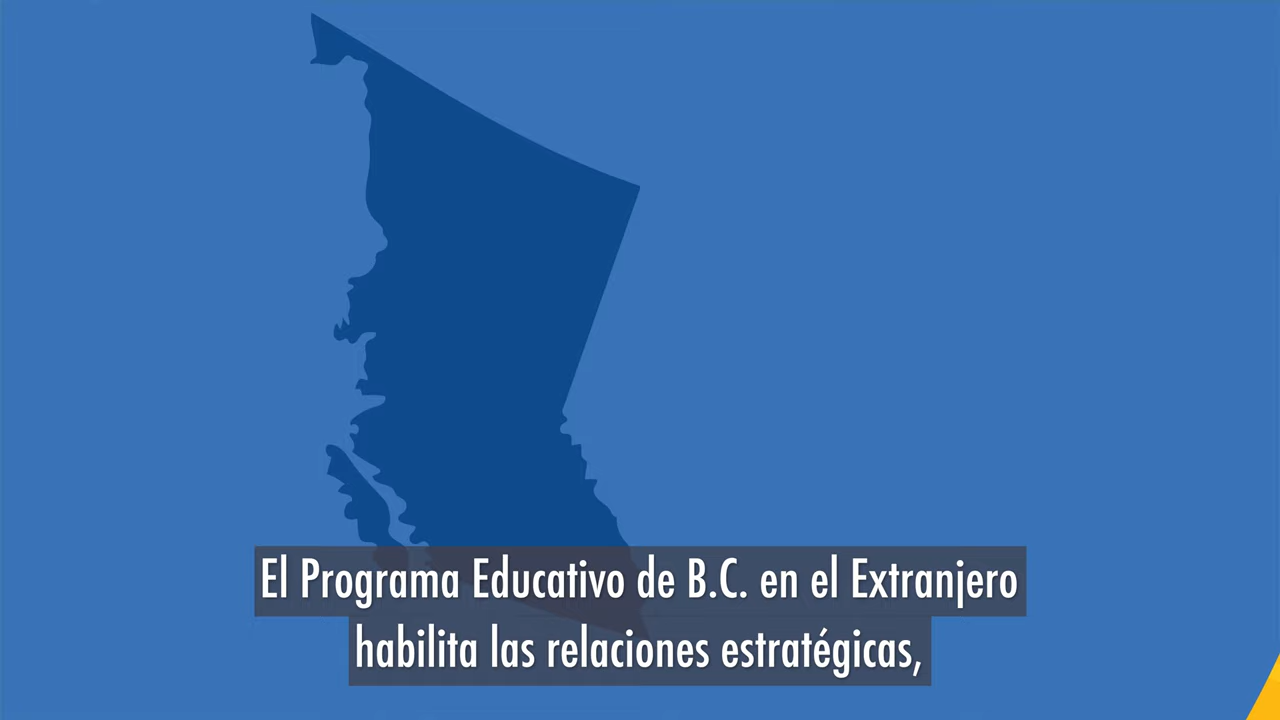 El Programa Educativo de B.C. en el Extranjero
habilita las relaciones estratégicas,